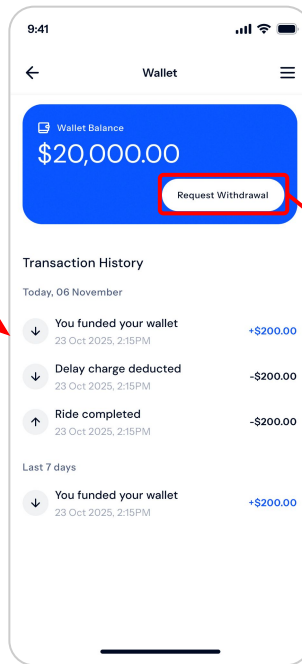 9:41
Wallet
Wallet Balance
$20,000.00
Request Withdrawal
Transaction History
Today, 06 November
You funded your wallet
+$200.00
23 Oct 2025, 2:15PM
Delay charge deducted
-$200.00
23 Oct 2025, 2:15PM
Ride completed
-$200.00
23 Oct 2025, 2:15PM
Last 7 days
You funded your wallet
+$200.00
23 Oct 2025, 2:15PM